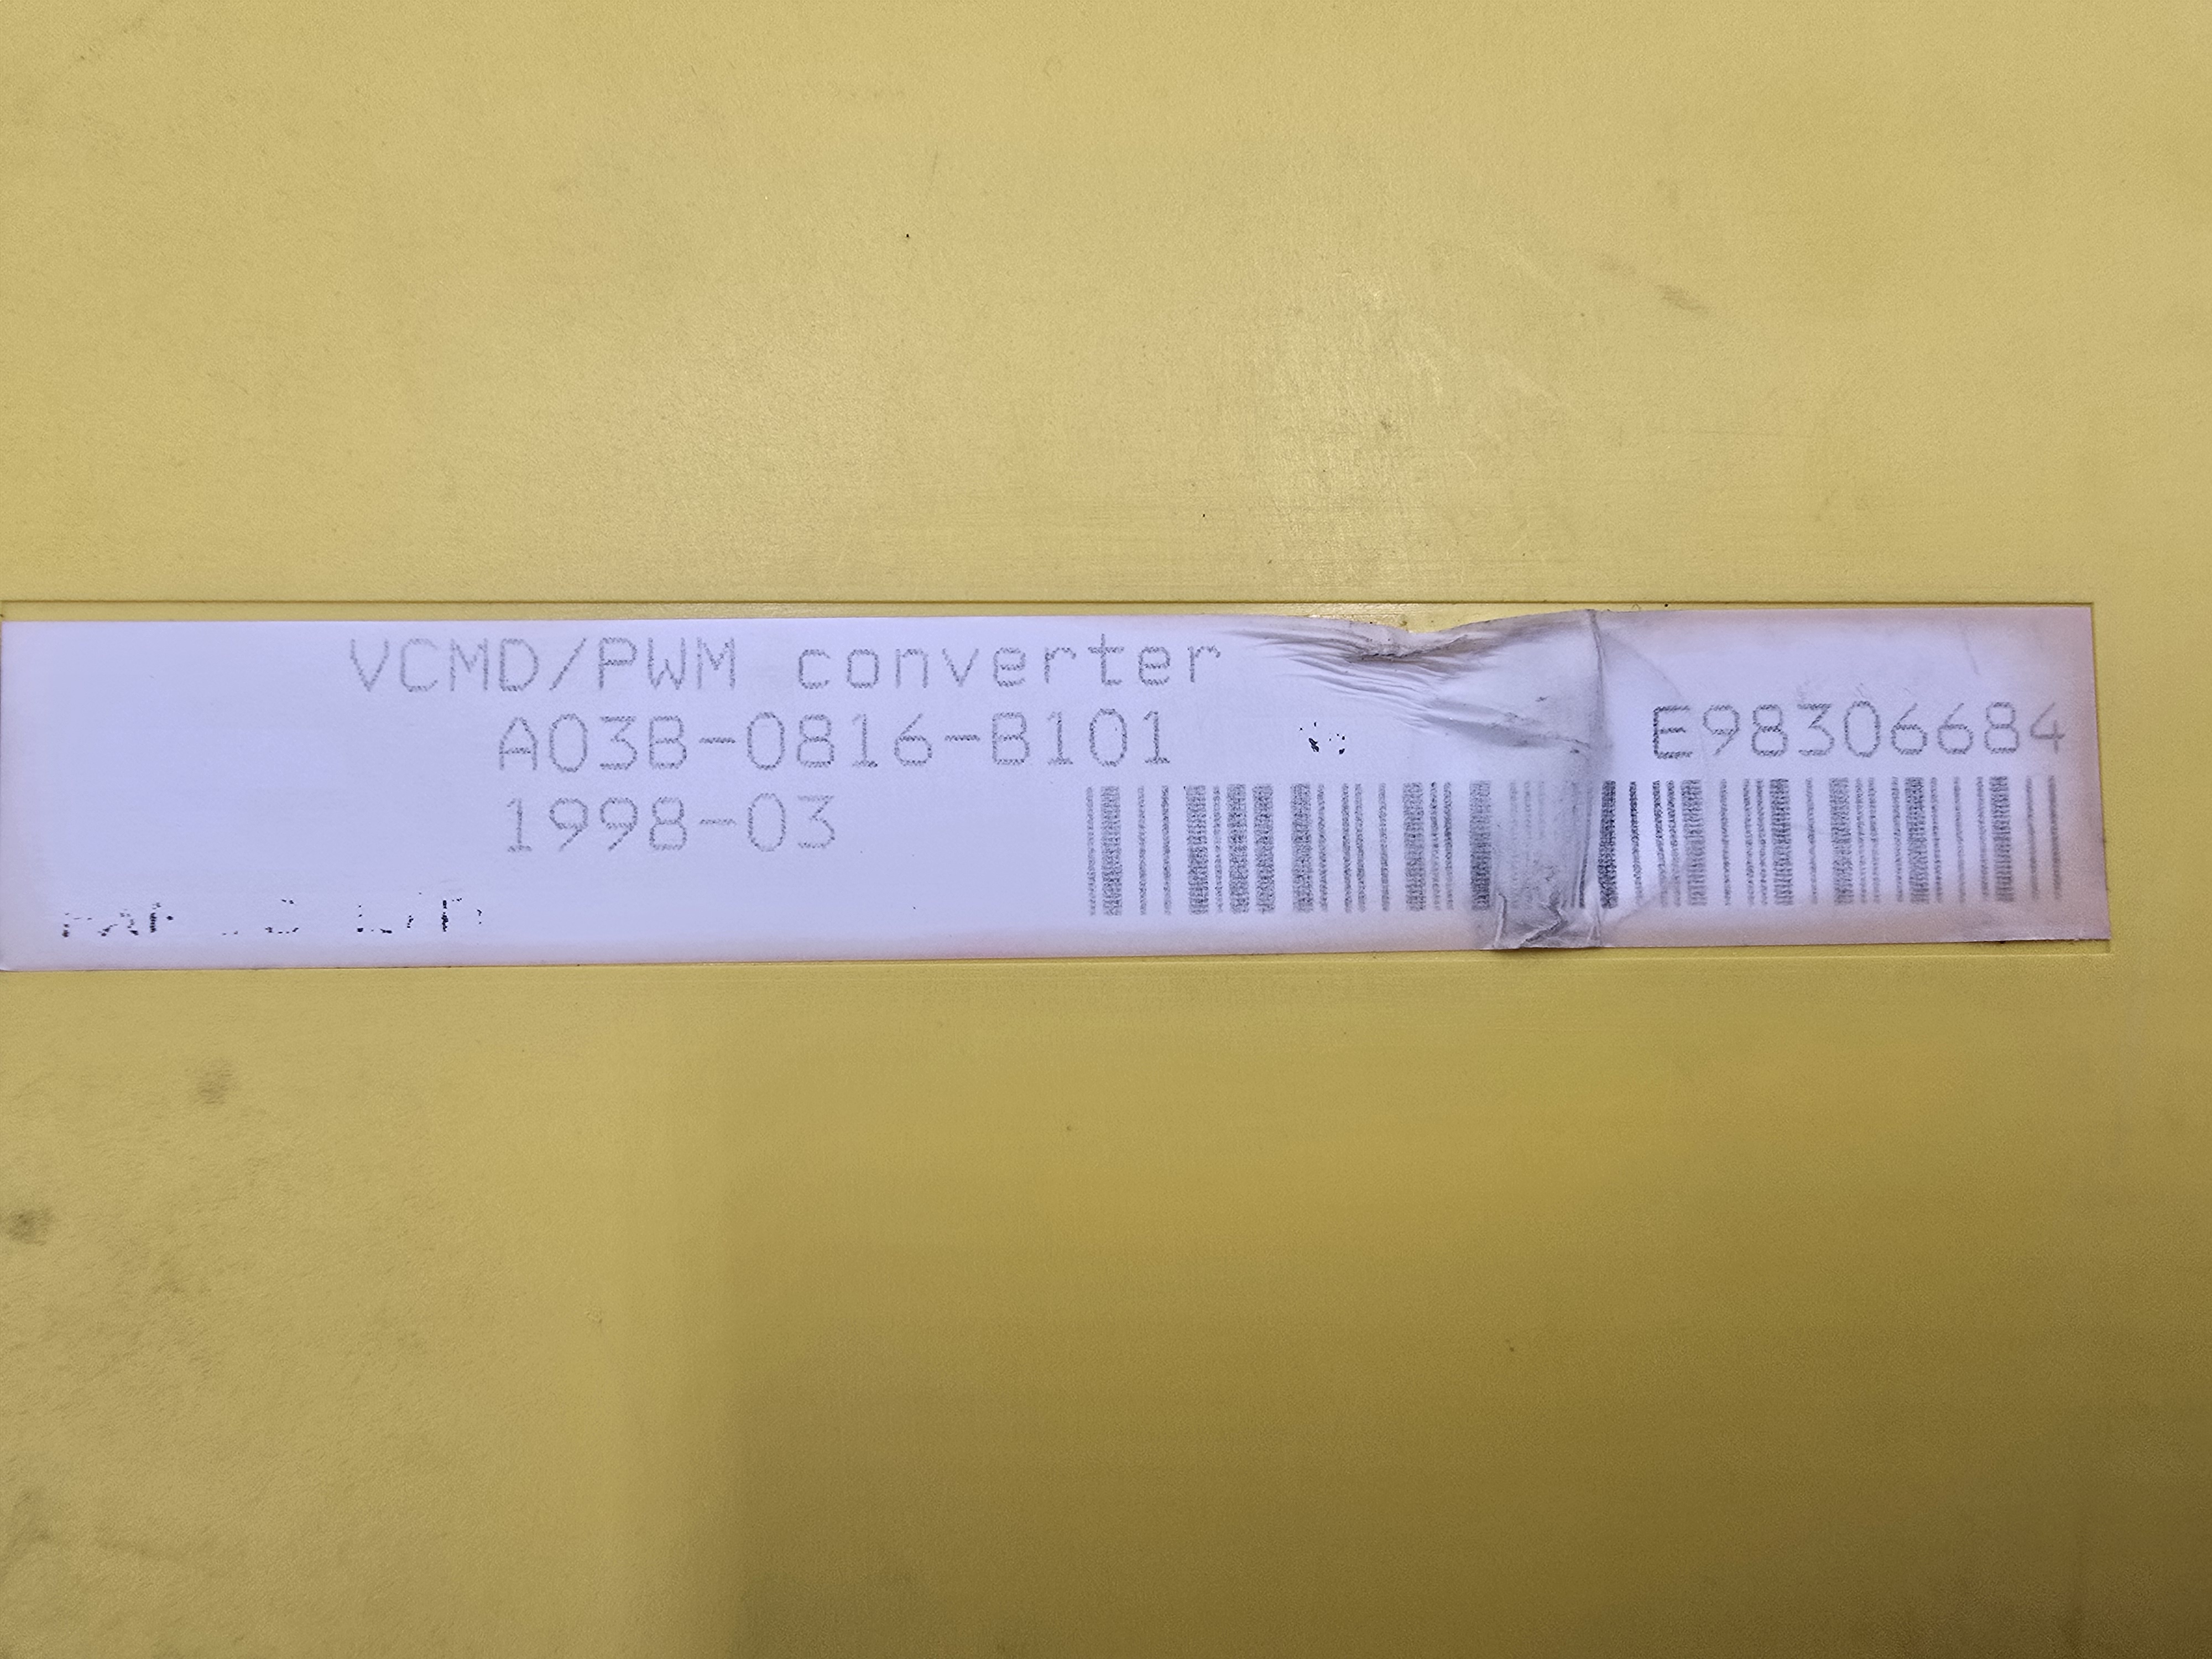 VCMD/PWM converter
A03B-0816-B101
E98306684
1998-03